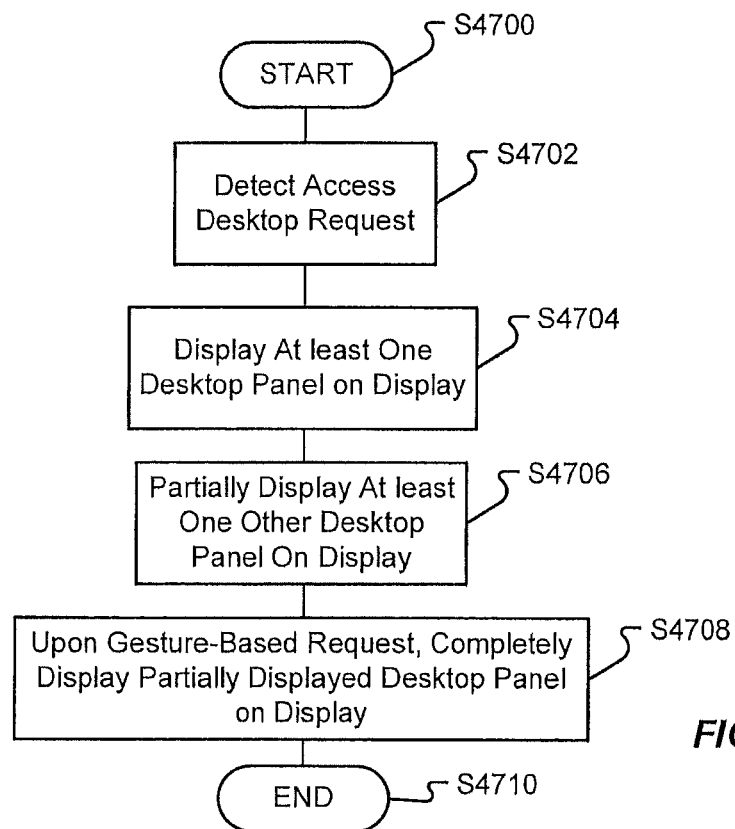 S4700
START
S4702
Detect Access
Desktop Request
S4704
Display At least One
Desktop Panel on Display
S4706
Partially Display At least
One Other Desktop
Panel On Display
S4708
Upon Gesture-Based Request, Completely
Display Partially Displayed Desktop Panel
on Display
FIG
S4710
END